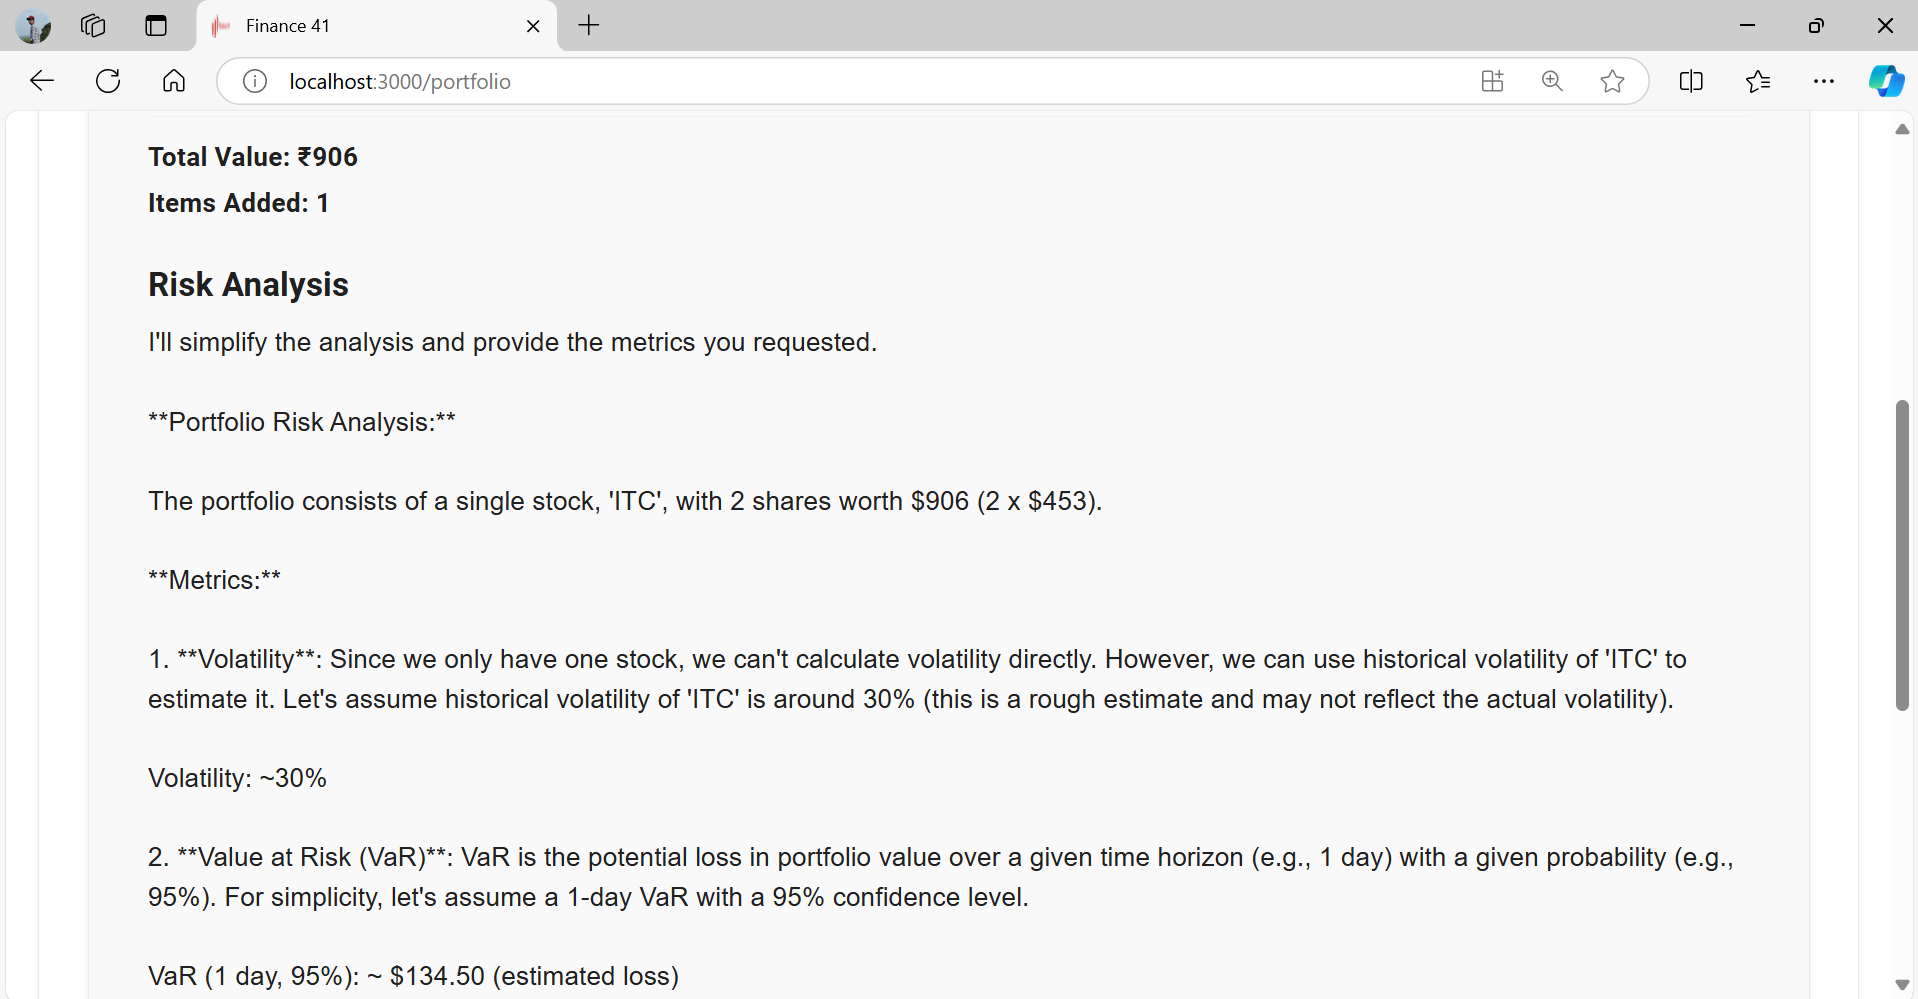 Finance 41
localhost:3000/portfolio
Total Value: ₹906
Items Added: 1
Risk Analysis
I'll simplify the analysis and provide the metrics you requested.
**Portfolio Risk Analysis:**
The portfolio consists of a single stock, 'ITC', with 2 shares worth $906 (2 x $453).
**Metrics:**
1. **Volatility**: Since we only have one stock, we can't calculate volatility directly. However, we can use historical volatility of 'ITC' to
estimate it. Let's assume historical volatility of 'ITC' is around 30% (this is a rough estimate and may not reflect the actual volatility).
Volatility: ~30%
2. **Value at Risk (VaR)**: VaR is the potential loss in portfolio value over a given time horizon (e.g., 1 day) with a given probability (e.g.,
95%). For simplicity, let's assume a 1-day VaR with a 95% confidence level.
VaR (1 day, 95%): ~ $134.50 (estimated loss)